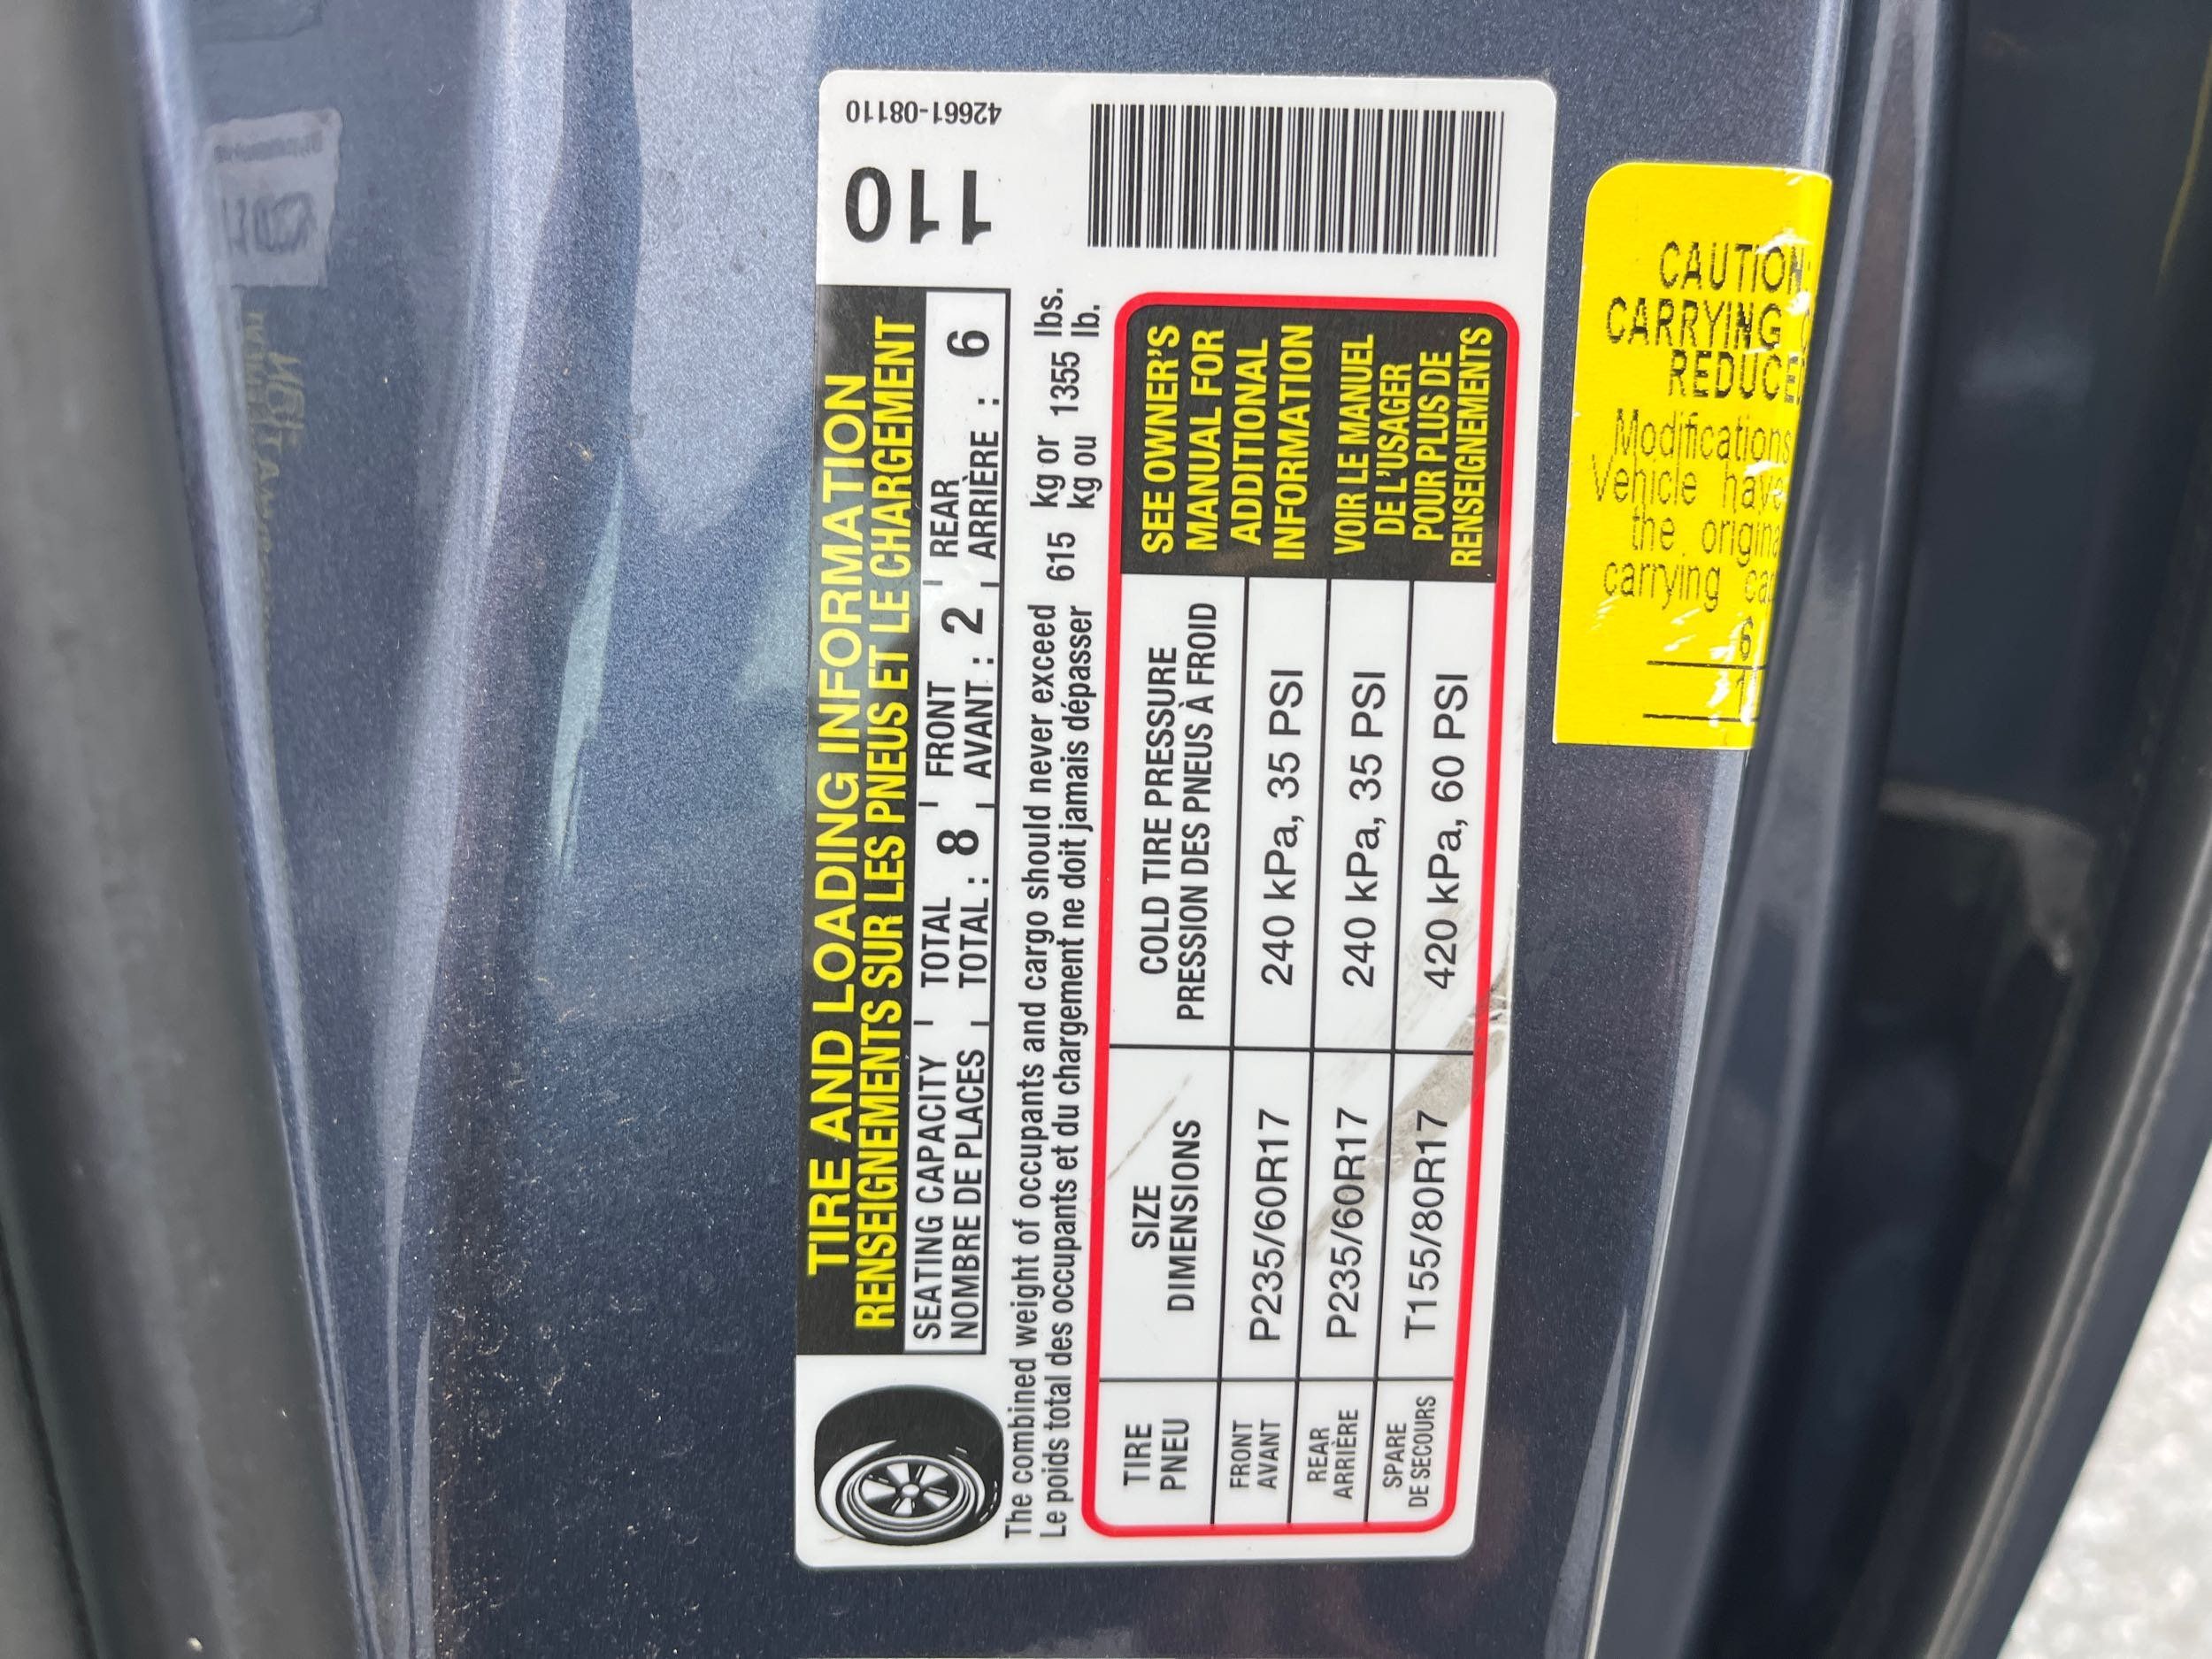 TIRE AND LOADING INFORMATION
RENSEIGNEMENTS SUR LES PNEUS ET LE CHARGEMENT
SEATING CAPACITY TOTAL FRONT REAR
NOMBRE DE PLACES TOTAL : 8 AVANT : 2 ARRIÈRE : 6
The combined weight of occupants and cargo should never exceed 615 kg or 1355 lbs.
Le poids total des occupants et du chargement ne doit jamais dépasser kg ou lb.
TIRE
PNEU
SIZE
DIMENSIONS
COLD TIRE PRESSURE
PRESSION DES PNEUS À FROID
FRONT
AVANT
P235/60R17
240 kPa, 35 PSI
REAR
ARRIÈRE
P235/60R17
240 kPa, 35 PSI
SPARE
DE SECOURS
T155/80R17
420 kPa, 60 PSI
SEE OWNER'S
MANUAL FOR
ADDITIONAL
INFORMATION
VOIR LE MANUEL
DE L'USAGER
POUR PLUS DE
RENSEIGNEMENTS
110
42661-08110
CAUTION:
CARRYING
REDUCED
Modifications
Vehicle have
the
carrying
6